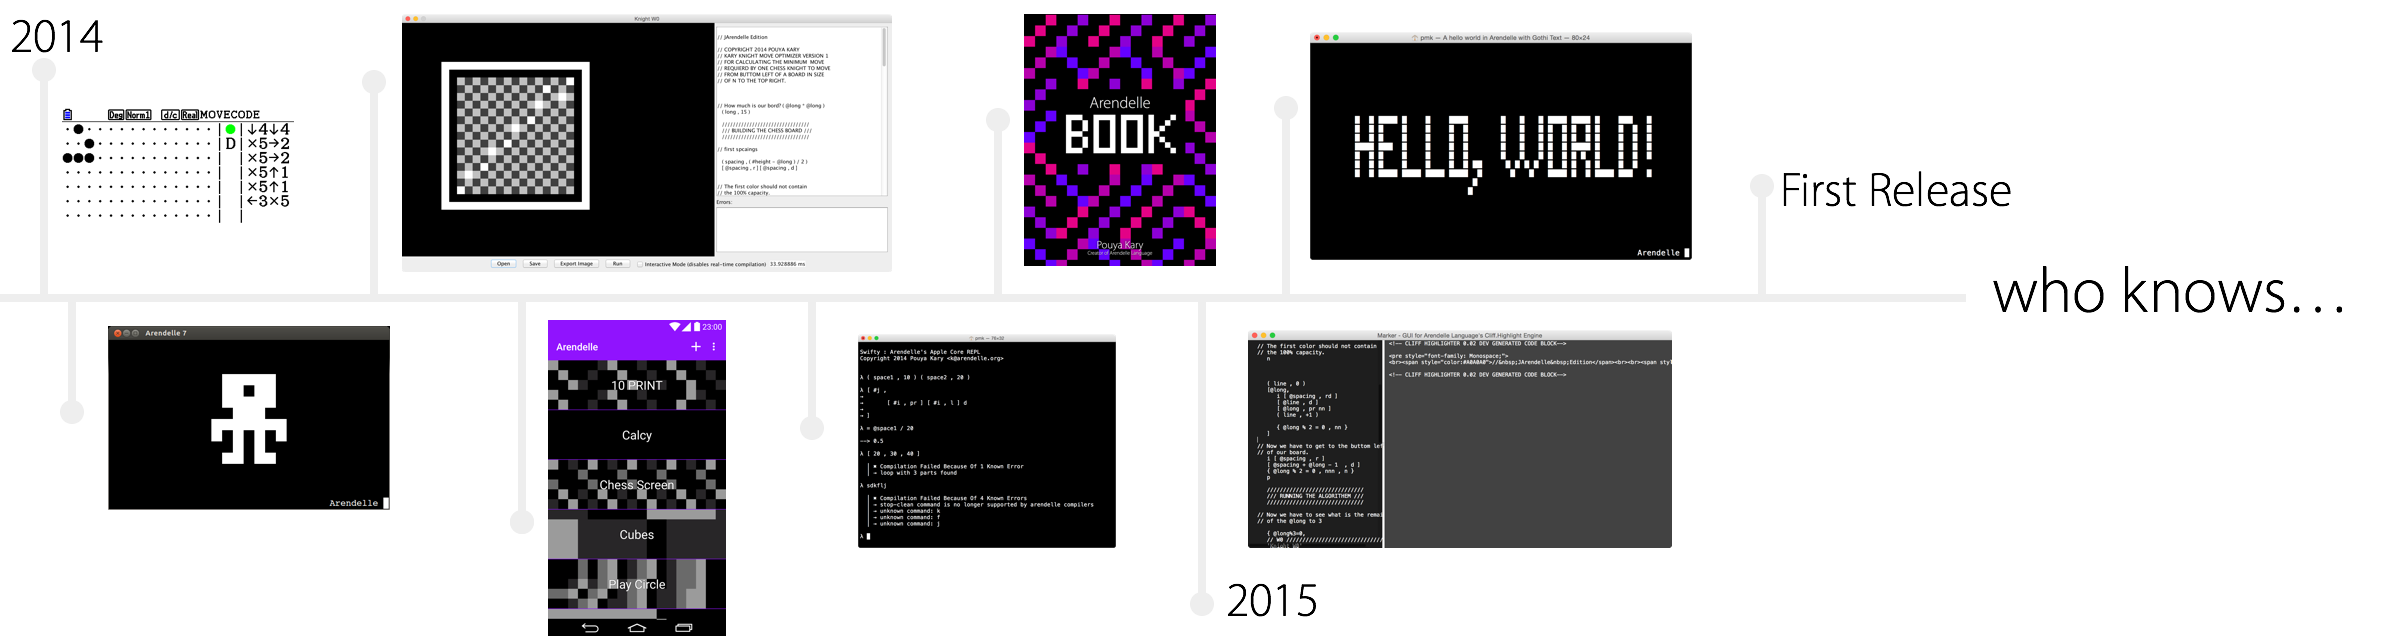 2014
Deg Norm1 d/c Real MOVECODE
↓4↓4
D ×5→2
×5→2
×5↑1
×5↑1
←3×5
Arendelle 7
Arendelle
Knight W0
// JArendelle Edition
// COPYRIGHT 2014 POUYA KARY
// KARY KNIGHT MOVE OPTIMIZER VERSION 1
// FOR CALCULATING THE MINIMUM MOVE
// REQUIERD BY ONE CHESS KNIGHT TO MOVE
// FROM BUTTOM LEFT OF A BOARD IN SIZE
// OF N TO THE TOP RIGHT.
// How much is our bord? ( @long * @long )
( long , 15 )
///////////////////////////////
/// BUILDING THE CHESS BOARD ///
///////////////////////////////
// first spcaings
( spacing , ( #height - @long ) / 2 )
[ @spacing , r ] [ @spacing , d ]
// The first color should not contain
// the 100% capacity.
Errors:
Open Save Export Image Run Interactive Mode (disables real-time compilation) 33.928886 ms
23:00
Arendelle
10 PRINT
Calcy
Chess Screen
Cubes
Play Circle
pmk — 76×32
Swifty : Arendelle's Apple Core REPL
Copyright 2014 Pouya Kary <k@arendelle.org>
λ ( space1 , 10 ) ( space2 , 20 )
λ [ #j ,
→
→ [ #i , pr ] [ #i , l ] d
→
→ ]
λ = @space1 / 20
──> 0.5
λ [ 20 , 30 , 40 ]
• Compilation Failed Because Of 1 Known Error
→ loop with 3 parts found
λ sdkflj
• Compilation Failed Because Of 4 Known Errors
→ stop-clean command is no longer supported by arendelle compilers
→ unknown command: k
→ unknown command: f
→ unknown command: j
λ
Arendelle
BOOK
Pouya Kary
Creator of Arendelle Language
2015
pmk — A hello world in Arendelle with Gothi Text — 80×24
HELLO, WORLD!
Arendelle
Marker - GUI for Arendelle Language's Cliff.Highlight Engine
// The first color should not contain
// the 100% capacity.
n
( line , 0 )
[@long,
i [ @spacing , rd ]
[ @line , d ]
[ @long , pr nn ]
( line , +1 )
{ @long % 2 = 0 , nn }
]
// Now we have to get to the buttom lef
// of our board.
i [ @spacing , r ]
[ @spacing + @long - 1 , d ]
{ @long % 2 = 0 , nnn , n }
p
/////////////////////////////
/// RUNNING THE ALGORITHEM ///
/////////////////////////////
// Now we have to see what is the remai
// of the @long to 3
{ @long%3=0,
// W0 /////////////////////////////
'Knight W0'
<!-- CLIFF HIGHLIGHTER 0.02 DEV GENERATED CODE BLOCK-->
<pre style="font-family: Monospace;">
<br><span style="color:#A0A0A0">//&nbsp;JArendelle&nbsp;Edition</span><br><br><span styl
<!-- CLIFF HIGHLIGHTER 0.02 DEV GENERATED CODE BLOCK-->
First Release
who knows…